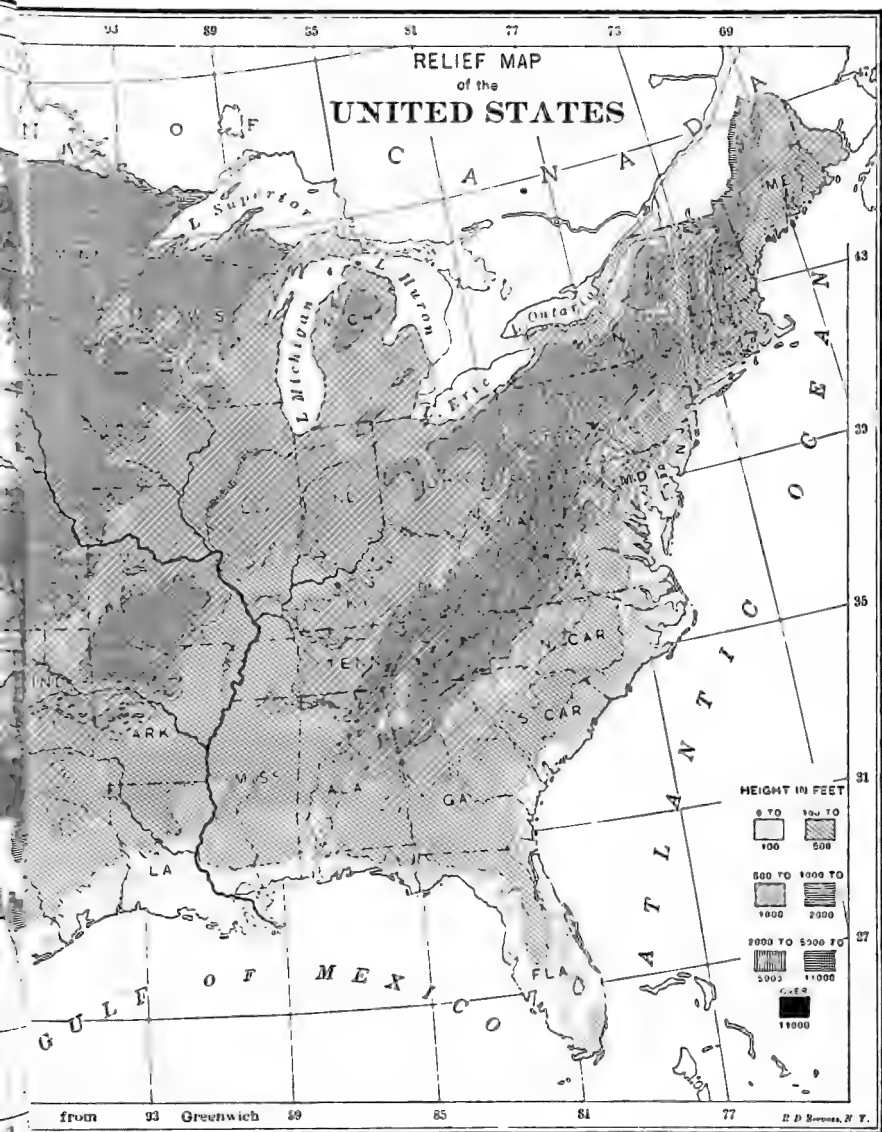 93 89 85 81 77 73 69
RELIEF MAP
of the
UNITED STATES
O F
C A N A D A
47
L Superior
ME
43
L Huron
L Michigan
L Ontario
L. Erie
39
MD
OHIO
35
KY
TENN
N. CAR
S. CAR
IND
ARK
MISS
ALA
GA
31
LA
FLA
27
ATLANTIC OCEAN
GULF OF MEXICO
HEIGHT IN FEET
0 TO 100 TO
100 500
500 TO 1000 TO
1000 2000
2000 TO 5000 TO
5000 11000
OVER
11000
from 93 Greenwich 89 85 81 77
N. Y.